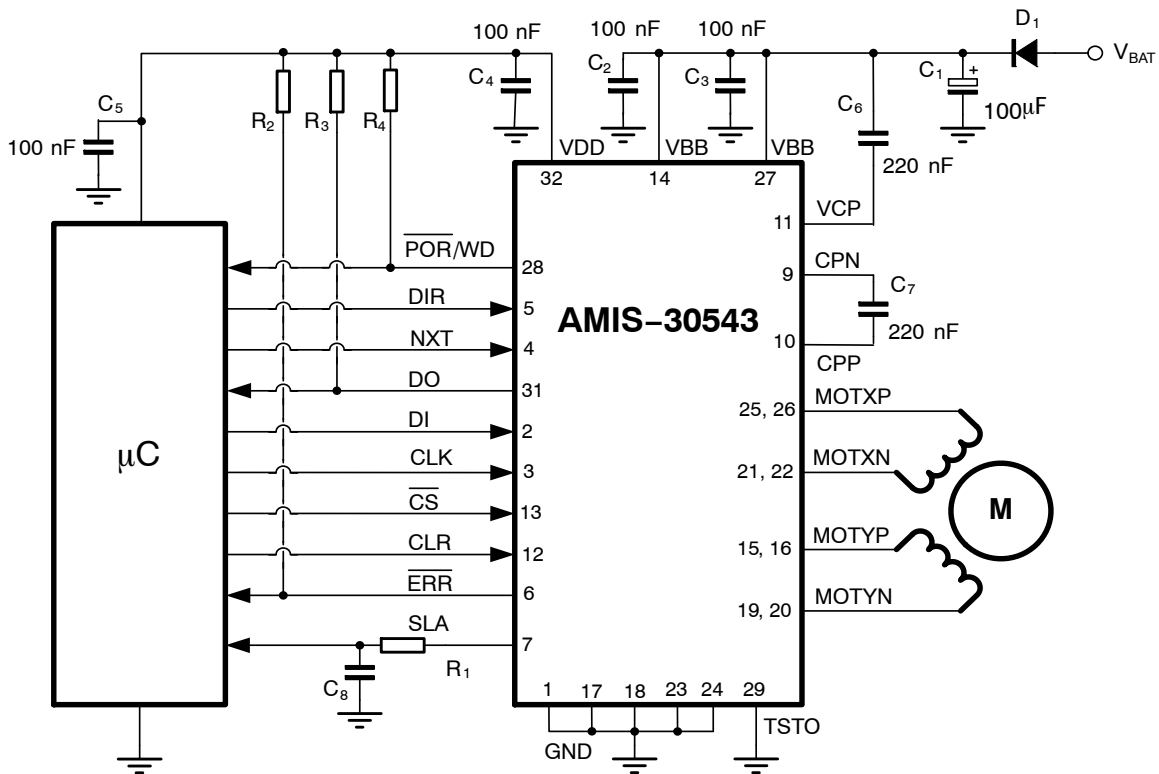 100 nF
100 nF
100 nF
D1
VBAT
C4
C2
C3
C1
+
100μF
C5
100 nF
R2
R3
R4
C6
220 nF
VDD
VBB
VBB
32
14
27
11
VCP
POR/WD
28
9
CPN
DIR
5
C7
AMIS–30543
NXT
4
220 nF
10
CPP
DO
31
MOTXP
25, 26
DI
2
μC
CLK
3
MOTXN
21, 22
CS
13
M
CLR
12
MOTYP
15, 16
ERR
6
MOTYN
19, 20
SLA
7
R1
C8
1
17
18
23
24
29
GND
TSTO